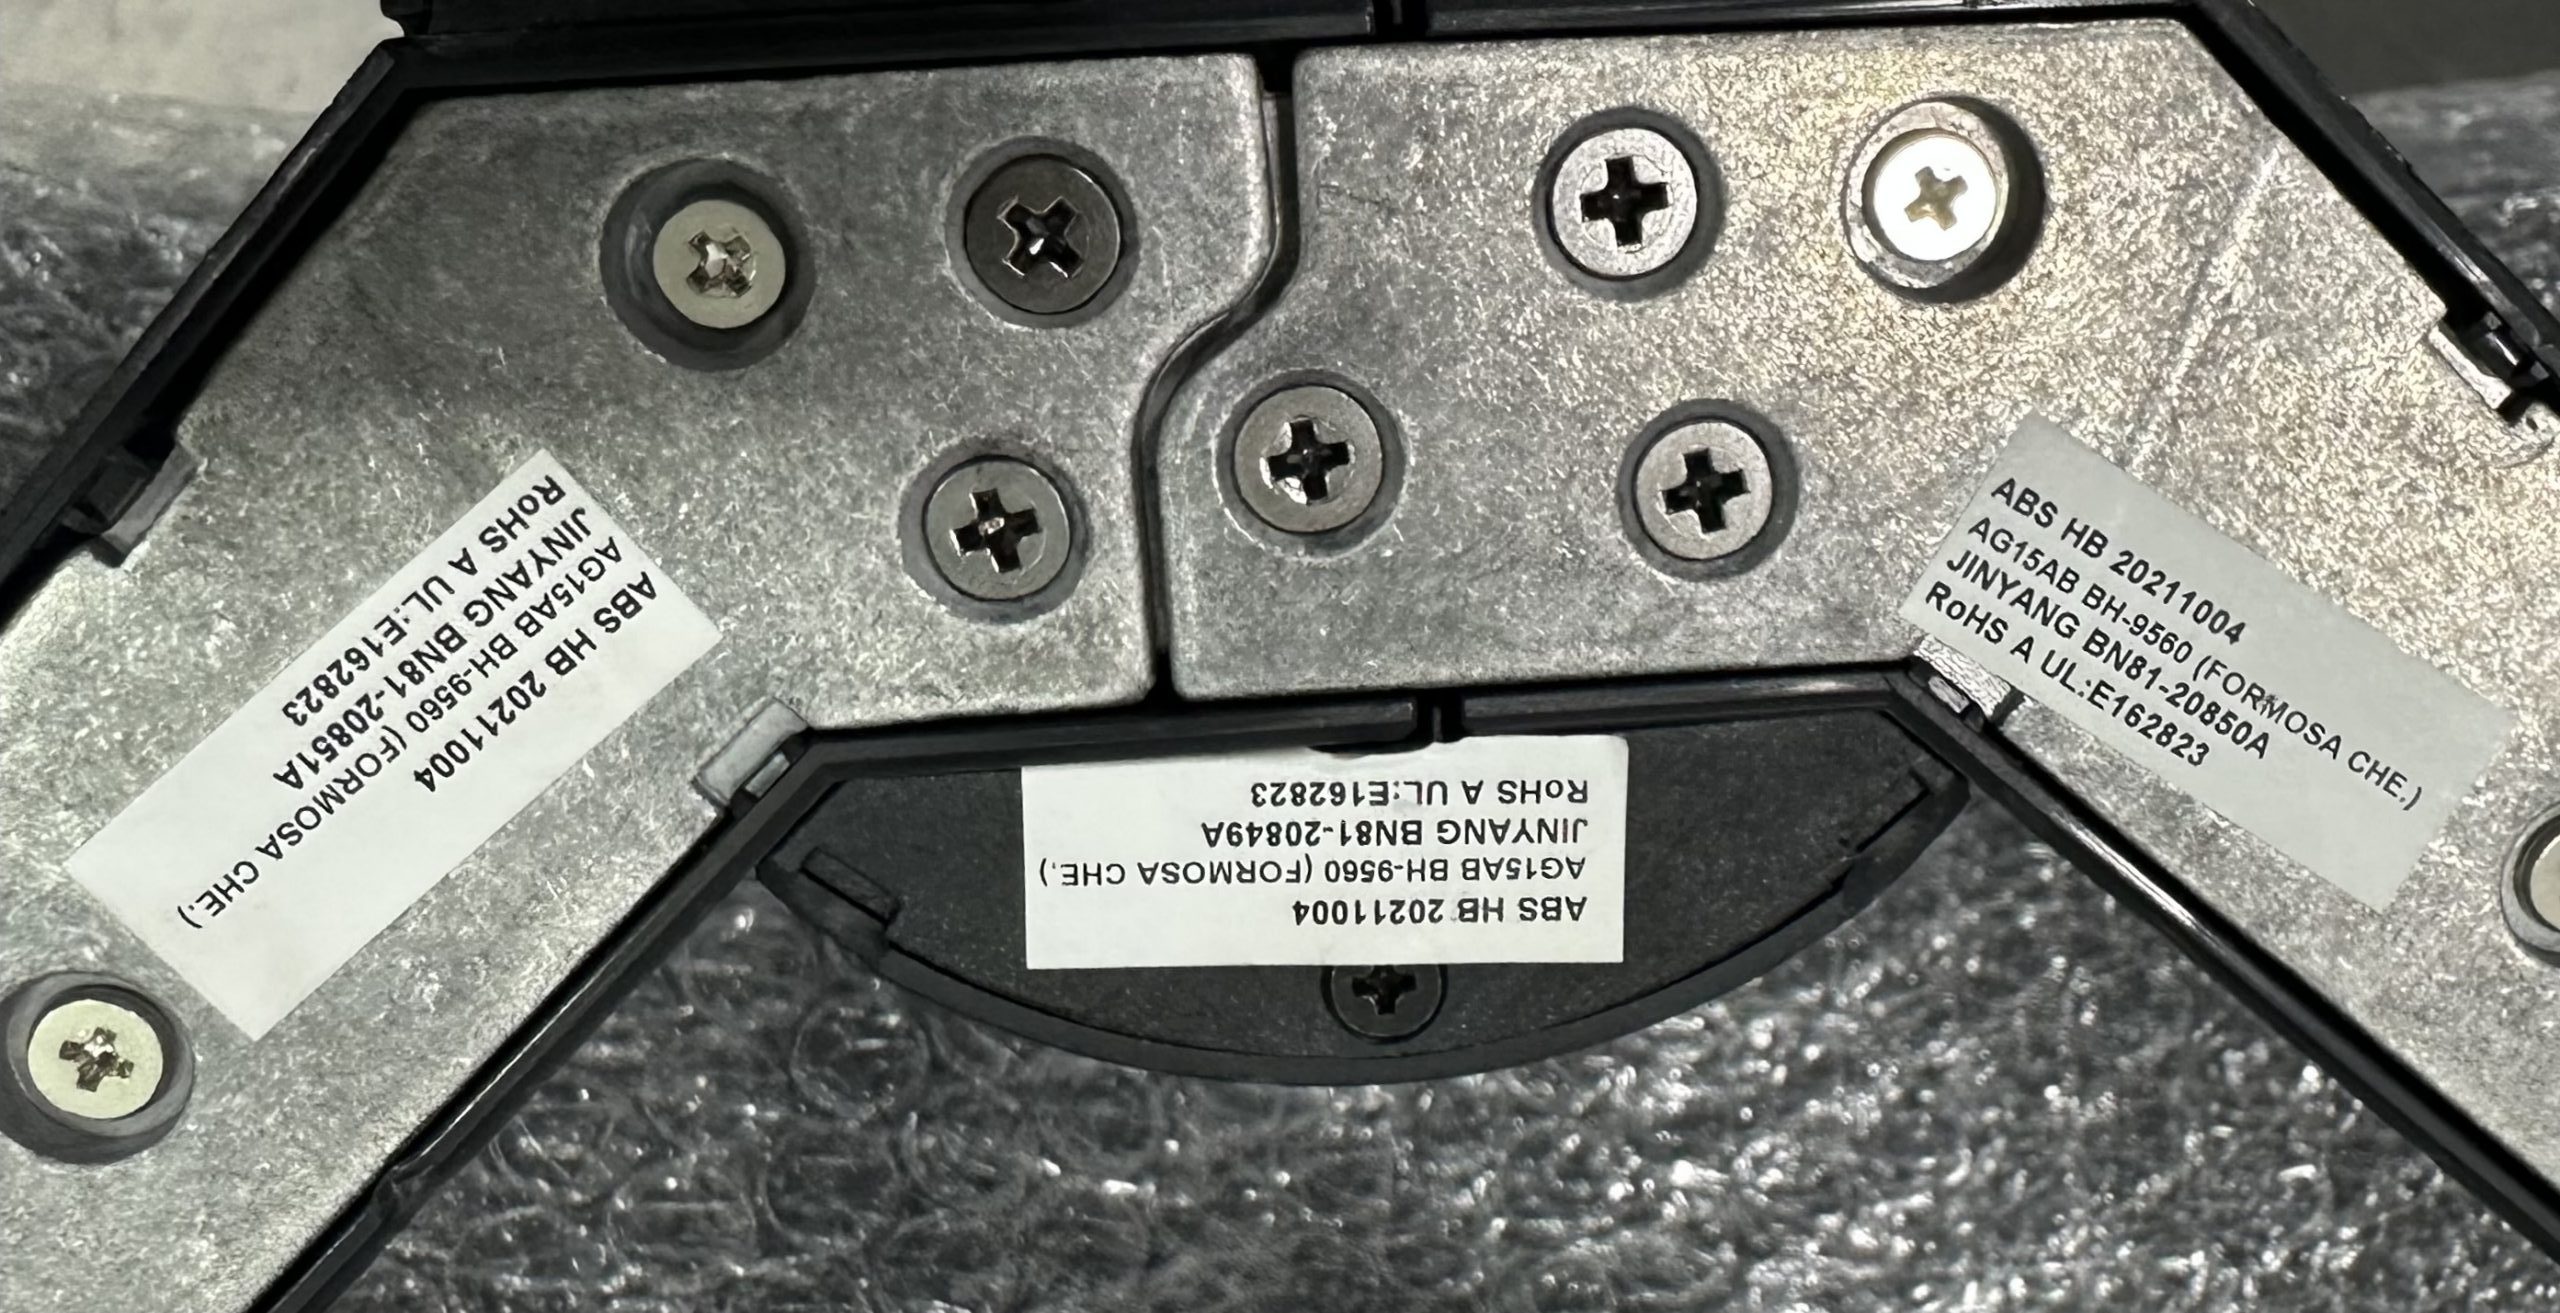 ABS HB 20211004
AG15AB BH-9560 (FORMOSA CHE.)
JINYANG BN81-20851A
RoHS A UL:E162823
ABS HB 20211004
AG15AB BH-9560 (FORMOSA CHE.)
JINYANG BN81-20849A
RoHS A UL:E162823
ABS HB 20211004
AG15AB BH-9560 (FORMOSA CHE.)
JINYANG BN81-20850A
RoHS A UL:E162823